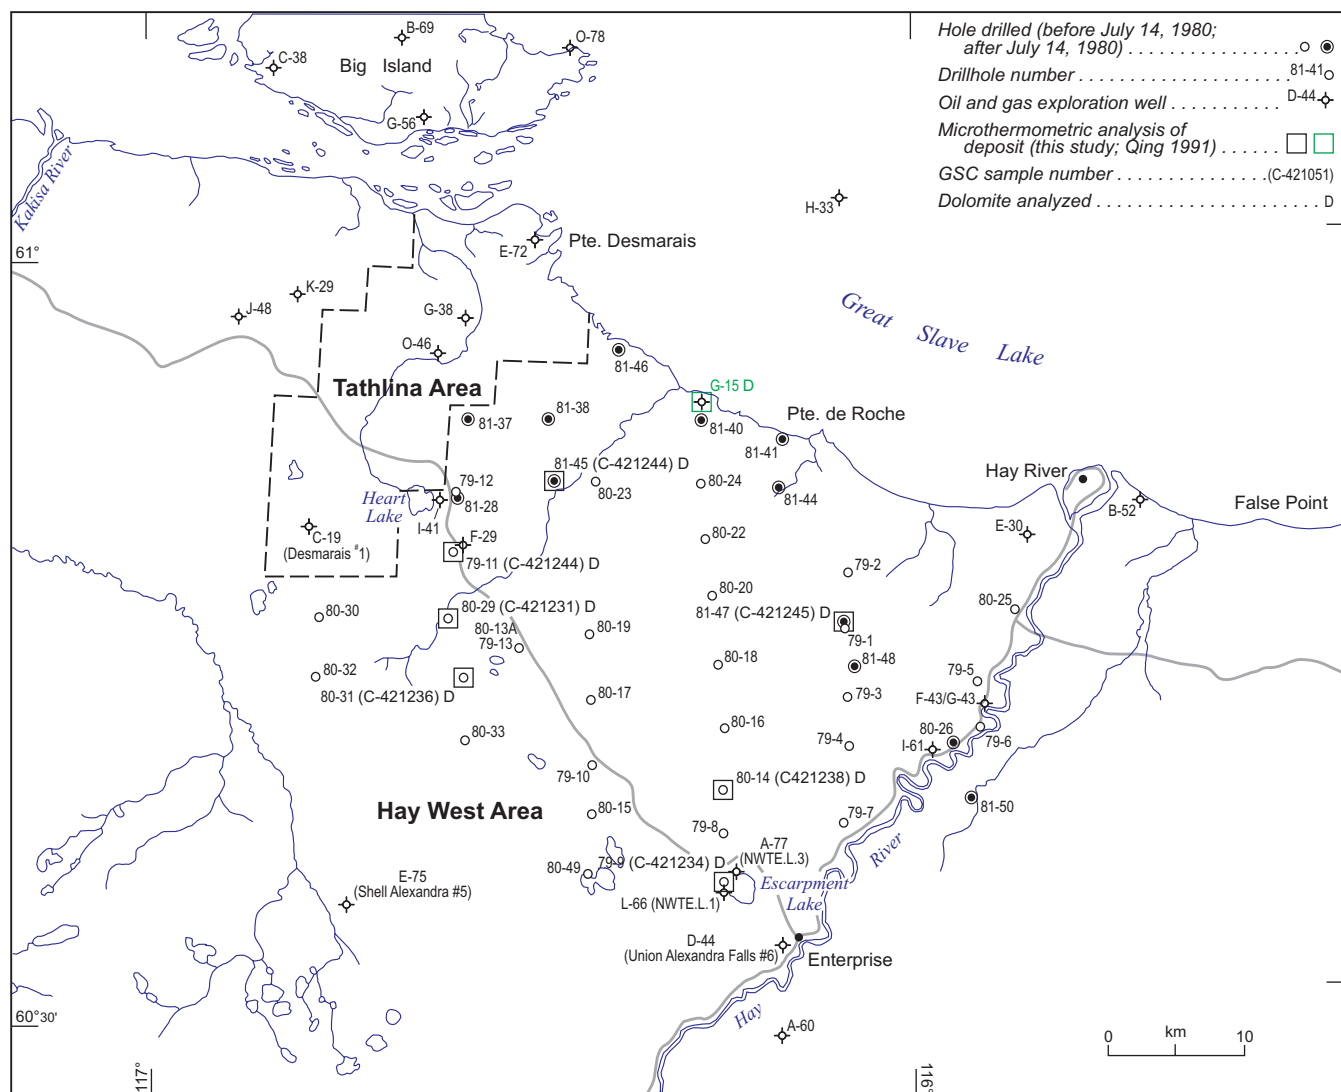 Hole drilled (before July 14, 1980;
after July 14, 1980) . . . . . . . . . . . . . . . . . . . .
Drillhole number . . . . . . . . . . . . . . . . . . . . . 81-41
Oil and gas exploration well . . . . . . . . . . . D-44
Microthermometric analysis of
deposit (this study; Qing 1991) . . . . . .
GSC sample number . . . . . . . . . . . . . . . (C-421051)
Dolomite analyzed . . . . . . . . . . . . . . . . . . . . . . D
B-69
O-78
C-38
Big Island
G-56
Kakisa River
H-33
E-72
Pte. Desmarais
61°
K-29
J-48
G-38
Great Slave Lake
O-46
81-46
Tathlina Area
G-15 D
81-37
81-38
81-40
Pte. de Roche
81-41
81-45 (C-421244) D
Hay River
79-12
80-23
80-24
81-44
Heart
Lake
81-28
I-41
B-52
False Point
E-30
C-19
(Desmarais #1)
F-29
80-22
79-11 (C-421244) D
79-2
80-20
80-30
80-29 (C-421231) D
81-47 (C-421245) D
80-25
80-13A
79-13
80-19
79-1
80-32
80-18
81-48
79-5
80-31 (C-421236) D
80-17
79-3
F-43/G-43
80-16
80-26
80-33
79-4
I-61
79-6
79-10
80-14 (C421238) D
Hay West Area
80-15
81-50
79-8
79-7
A-77
(NWTE.L.3)
River
80-49
79-9 (C-421234) D
E-75
(Shell Alexandra #5)
Escarpment
Lake
L-66 (NWTE.L.1)
D-44
(Union Alexandra Falls #6)
Enterprise
60°30'
Hay
A-60
km
0 10
117°
116°